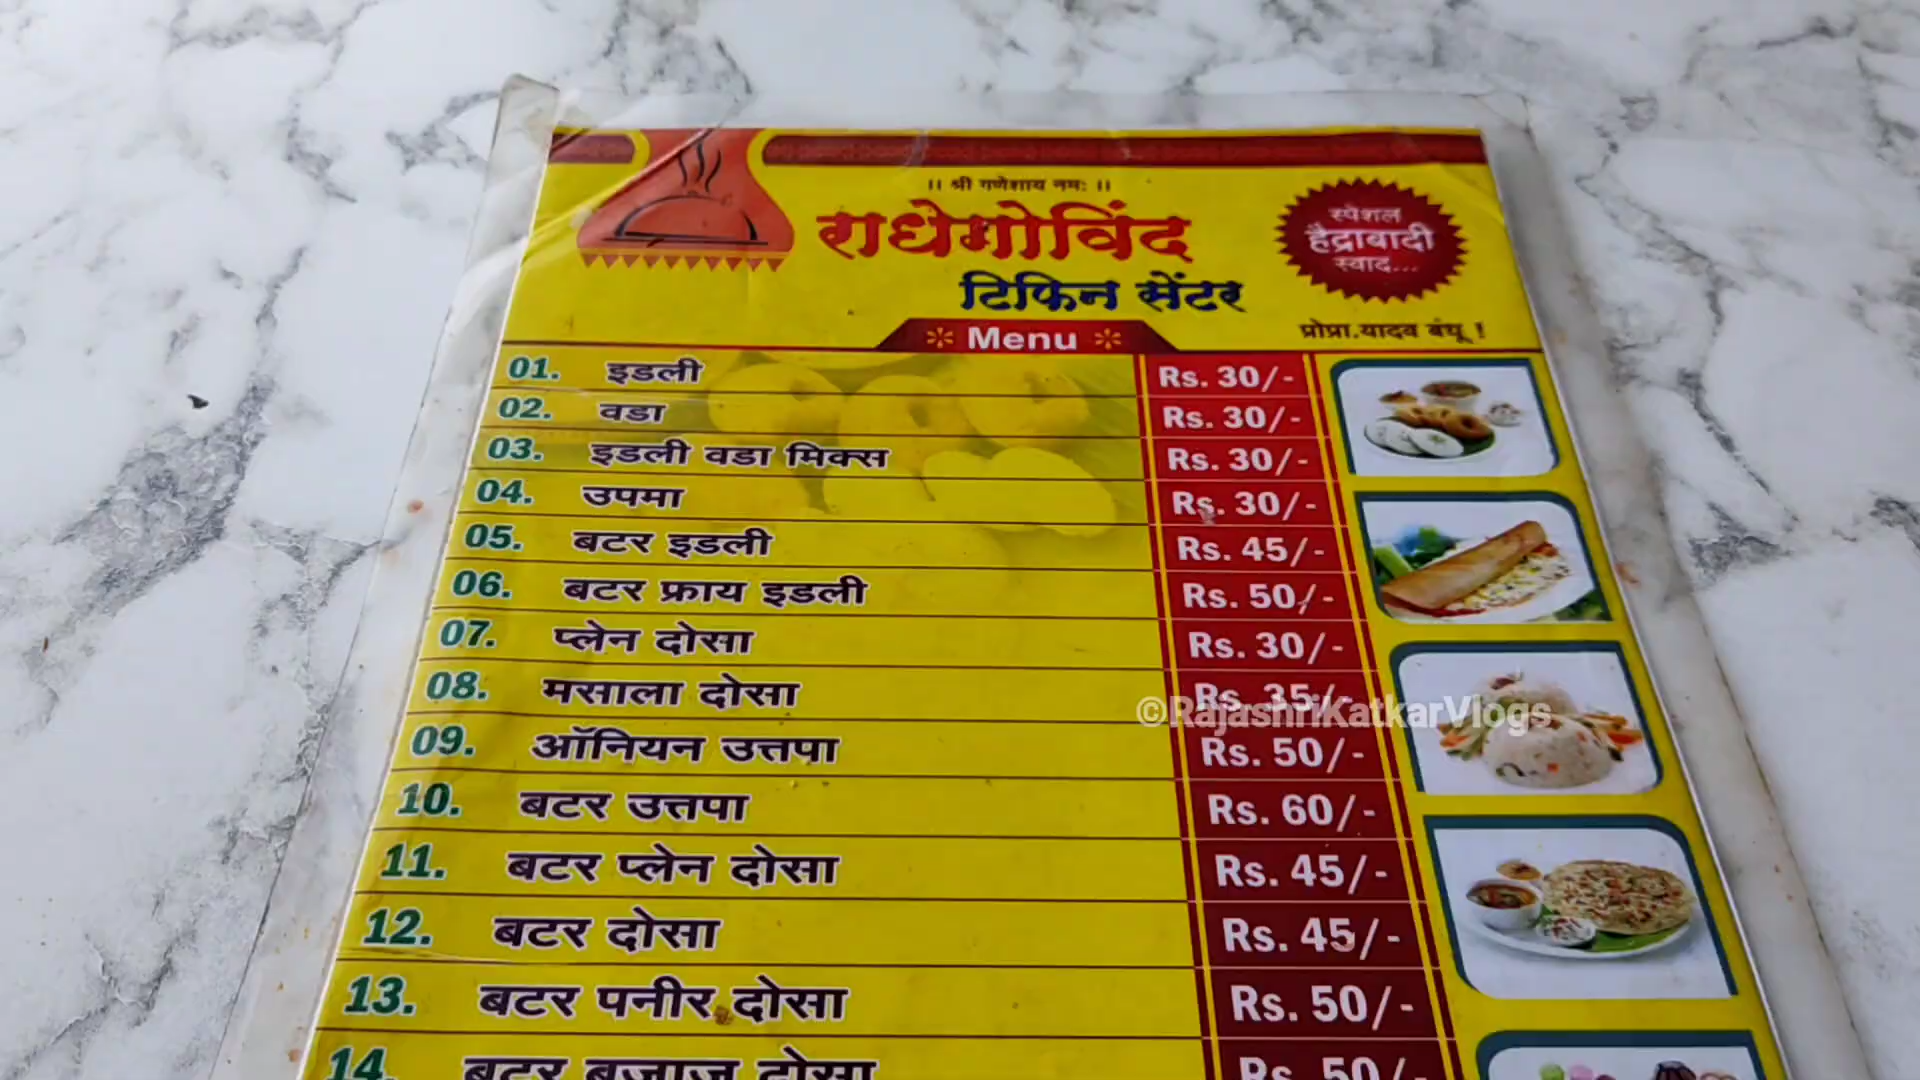 ।। श्री गणेशाय नमः ।।
राधेगोविंद
टिफिन सेंटर
स्पेशल
हैद्राबादी
स्वाद...
प्रोप्रा.यादव बंधू !
Menu
01. इडली Rs. 30/-
02. वडा Rs. 30/-
03. इडली वडा मिक्स Rs. 30/-
04. उपमा Rs. 30/-
05. बटर इडली Rs. 45/-
06. बटर फ्राय इडली Rs. 50/-
07. प्लेन दोसा Rs. 30/-
08. मसाला दोसा Rs. 35/-
©RajashriKatkarVlogs
09. ऑनियन उत्तपा Rs. 50/-
10. बटर उत्तपा Rs. 60/-
11. बटर प्लेन दोसा Rs. 45/-
12. बटर दोसा Rs. 45/-
13. बटर पनीर दोसा Rs. 50/-
14. बटर दोसा Rs. 50/-